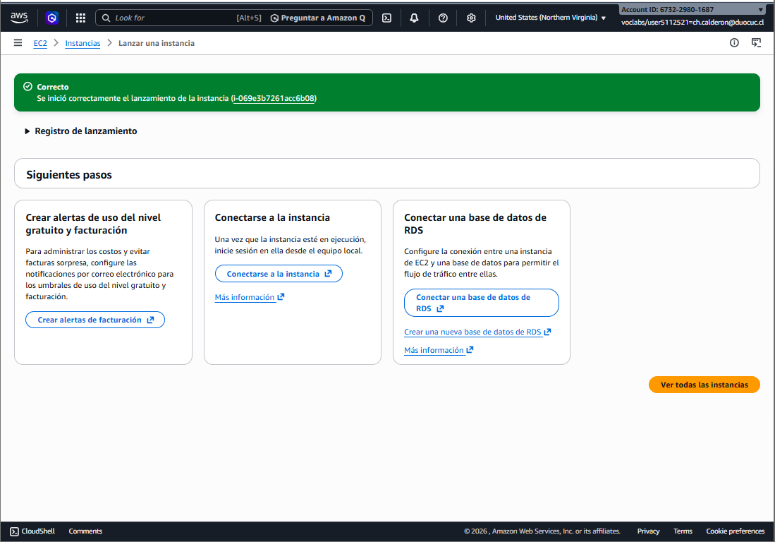 aws
Look for
[Alt+S]
Preguntar a Amazon Q
United States (Northern Virginia)
Account ID: 6732-2980-1687
voclabs/user5112521=ch.calderon@duocuc.cl
EC2
Instancias
Lanzar una instancia
Correcto
Se inició correctamente el lanzamiento de la instancia (i-069e3b7261acc6b08)
Registro de lanzamiento
Siguientes pasos
Crear alertas de uso del nivel
gratuito y facturación
Para administrar los costos y evitar
facturas sorpresa, configure las
notificaciones por correo electrónico para
los umbrales de uso del nivel gratuito y
facturación.
Crear alertas de facturación
Conectarse a la instancia
Una vez que la instancia esté en ejecución,
inicie sesión en ella desde el equipo local.
Conectarse a la instancia
Más información
Conectar una base de datos de
RDS
Configure la conexión entre una instancia
de EC2 y una base de datos para permitir el
flujo de tráfico entre ellas.
Conectar una base de datos de
RDS
Crear una nueva base de datos de RDS
Más información
Ver todas las instancias
CloudShell
Comments
© 2026, Amazon Web Services, Inc. or its affiliates.
Privacy
Terms
Cookie preferences